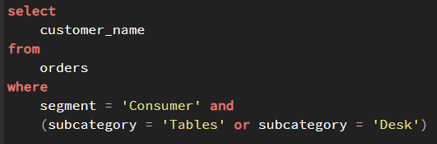 select
customer_name
from
orders
where
segment = 'Consumer' and
(subcategory = 'Tables' or subcategory = 'Desk')